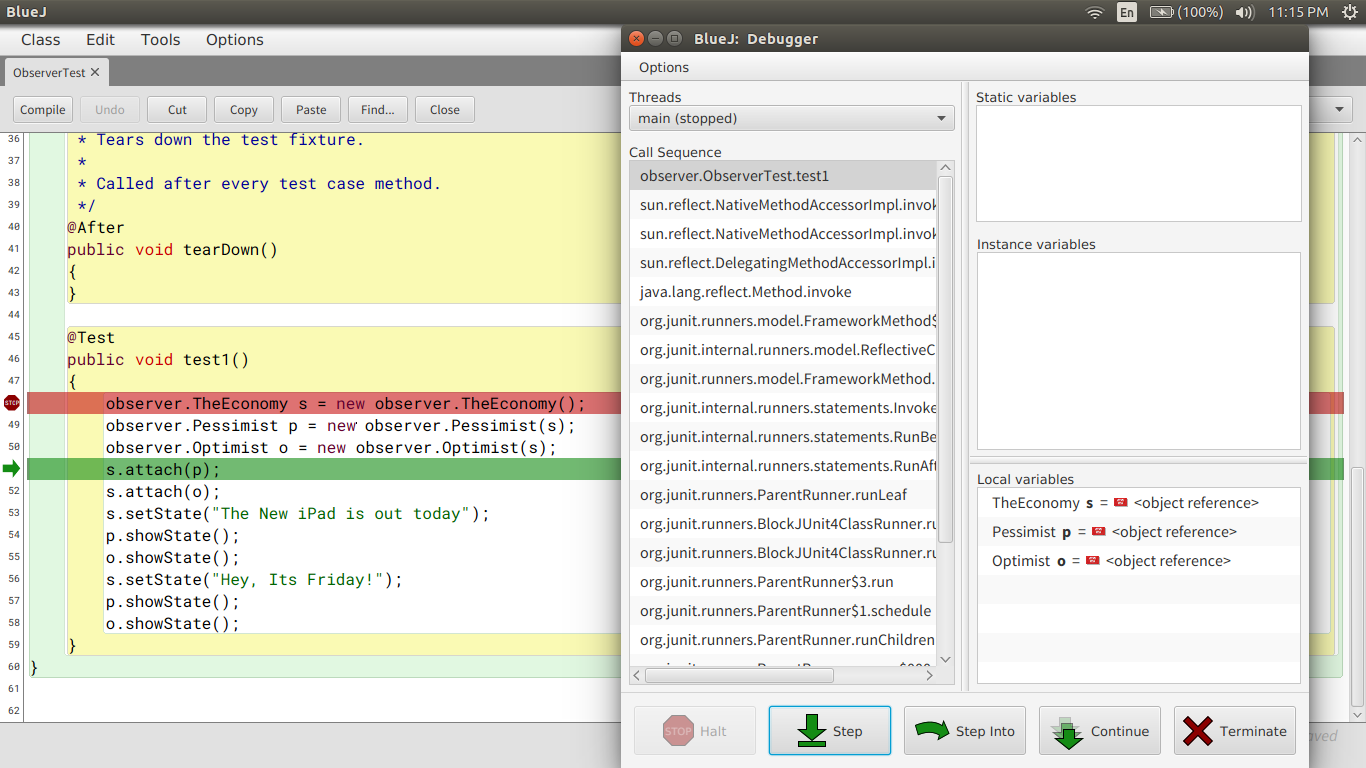 BlueJ
En (100%) 11:15 PM
Class Edit Tools Options
ObserverTest ✕
Compile Undo Cut Copy Paste Find... Close
36 * Tears down the test fixture.
37 *
38 * Called after every test case method.
39 */
40 @After
41 public void tearDown()
42 {
43 }
44
45 @Test
46 public void test1()
47 {
STOP observer.TheEconomy s = new observer.TheEconomy();
49 observer.Pessimist p = new observer.Pessimist(s);
50 observer.Optimist o = new observer.Optimist(s);
s.attach(p);
52 s.attach(o);
53 s.setState("The New iPad is out today");
54 p.showState();
55 o.showState();
56 s.setState("Hey, Its Friday!");
57 p.showState();
58 o.showState();
59 }
60 }
61
62
BlueJ: Debugger
Options
Threads
main (stopped)
Call Sequence
observer.ObserverTest.test1
sun.reflect.NativeMethodAccessorImpl.invok
sun.reflect.NativeMethodAccessorImpl.invok
sun.reflect.DelegatingMethodAccessorImpl.i
java.lang.reflect.Method.invoke
org.junit.runners.model.FrameworkMethod$
org.junit.internal.runners.model.ReflectiveC
org.junit.runners.model.FrameworkMethod.
org.junit.internal.runners.statements.Invoke
org.junit.internal.runners.statements.RunBe
org.junit.internal.runners.statements.RunAft
org.junit.runners.ParentRunner.runLeaf
org.junit.runners.BlockJUnit4ClassRunner.ru
org.junit.runners.BlockJUnit4ClassRunner.ru
org.junit.runners.ParentRunner$3.run
org.junit.runners.ParentRunner$1.schedule
org.junit.runners.ParentRunner.runChildren
Static variables
Instance variables
Local variables
TheEconomy s = <object reference>
Pessimist p = <object reference>
Optimist o = <object reference>
STOP Halt Step Step Into Continue Terminate